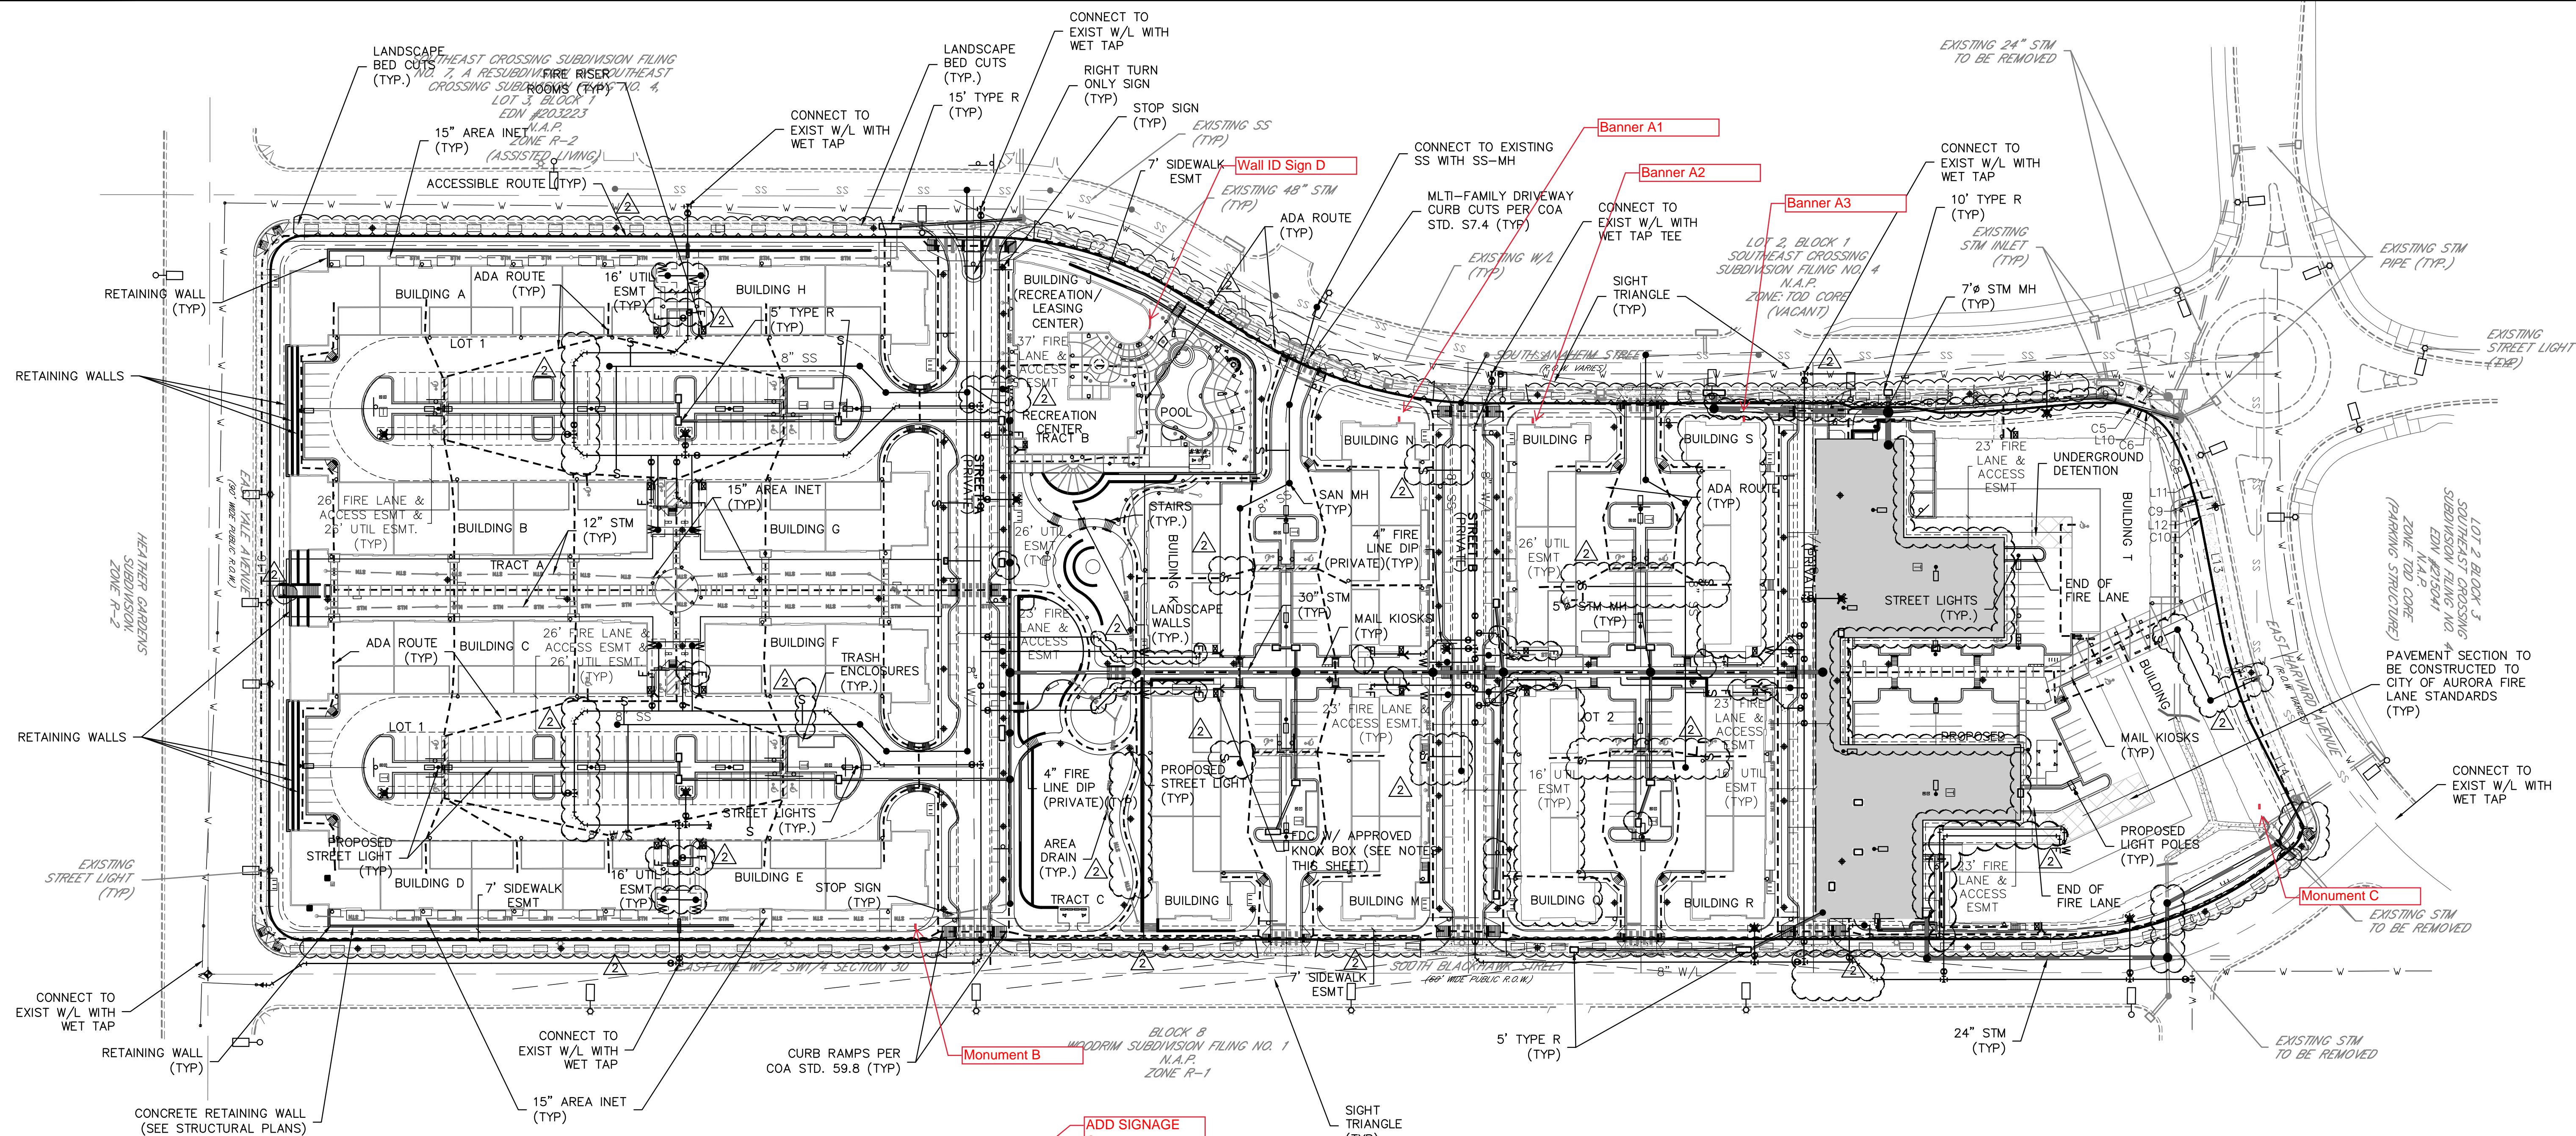 CONNECT TO
EXIST W/L WITH
WET TAP
LANDSCAPE
BED CUTS
(TYP.)
SOUTHEAST CROSSING SUBDIVISION FILING
NO. 7, A RESUBDIVISION OF SOUTHEAST
CROSSING SUBDIVISION FILING NO. 4,
LOT 3, BLOCK 1
EDN #203223
N.A.P.
ZONE R-2
(ASSISTED LIVING)
FIRE RISER
ROOMS (TYP)
15" AREA INET
(TYP)
ACCESSIBLE ROUTE (TYP)
CONNECT TO
EXIST W/L WITH
WET TAP
LANDSCAPE
BED CUTS
(TYP.)
15' TYPE R
(TYP)
RIGHT TURN
ONLY SIGN
(TYP)
STOP SIGN
(TYP)
EXISTING SS
(TYP)
7' SIDEWALK
ESMT
Wall ID Sign D
EXISTING 48" STM
(TYP)
ADA ROUTE
(TYP)
CONNECT TO EXISTING
SS WITH SS-MH
MLTI-FAMILY DRIVEWAY
CURB CUTS PER COA
STD. S7.4 (TYP)
EXISTING W/L
(TYP)
Banner A1
Banner A2
Banner A3
CONNECT TO
EXIST W/L WITH
WET TAP TEE
SIGHT
TRIANGLE
(TYP)
LOT 2, BLOCK 1
SOUTHEAST CROSSING
SUBDIVISION FILING NO. 4
N.A.P.
ZONE: TOD CORE
(VACANT)
CONNECT TO
EXIST W/L WITH
WET TAP
EXISTING 24" STM
TO BE REMOVED
10' TYPE R
(TYP)
EXISTING
STM INLET
(TYP)
7'ø STM MH
(TYP)
EXISTING STM
PIPE (TYP.)
EXISTING
STREET LIGHT
(TYP)
SOUTH ANAHEIM STREET
(R.O.W. VARIES)
RETAINING WALL
(TYP)
BUILDING A
ADA ROUTE
(TYP)
16' UTIL
ESMT
(TYP)
BUILDING H
5' TYPE R
(TYP)
LOT 1
8" SS
RETAINING WALLS
BUILDING J
(RECREATION/
LEASING
CENTER)
37' FIRE
LANE &
ACCESS
ESMT
RECREATION
CENTER
TRACT B
POOL
STREET A
(PRIVATE)
26' FIRE LANE &
ACCESS ESMT &
26' UTIL ESMT.
(TYP)
BUILDING B
12" STM
(TYP)
15" AREA INET
(TYP)
BUILDING G
TRACT A
EAST YALE AVENUE
(90' WIDE PUBLIC R.O.W.)
HEATHER GARDENS
SUBDIVISION,
ZONE R-2
26' UTIL
ESMT
(TYP)
STAIRS
(TYP.)
BUILDING K
LANDSCAPE
WALLS
(TYP.)
BUILDING N
SAN MH
(TYP)
4" FIRE
LINE DIP
(PRIVATE)(TYP)
30" STM
(TYP)
MAIL KIOSKS
(TYP)
8" SS
8" W/L
STREET B
(PRIVATE)
BUILDING P
BUILDING S
ADA ROUTE
(TYP)
26' UTIL
ESMT
(TYP)
5'ø STM MH
(TYP)
(PRIVATE)
23' FIRE
LANE &
ACCESS
ESMT
UNDERGROUND
DETENTION
BUILDING T
END OF
FIRE LANE
STREET LIGHTS
(TYP.)
C5
L10
C6
C8
L11
C9
L12
C10
L13
LOT 2 BLOCK 3
SOUTHEAST CROSSING
SUBDIVISION FILING NO. 4
N.A.P.
ZONE: TOD CORE
(PARKING STRUCTURE)
EAST HARVARD AVENUE
(R.O.W. VARIES)
PAVEMENT SECTION TO
BE CONSTRUCTED TO
CITY OF AURORA FIRE
LANE STANDARDS
(TYP)
BUILDING T
MAIL KIOSKS
(TYP)
PROPOSED
L14
CONNECT TO
EXIST W/L WITH
WET TAP
ADA ROUTE
(TYP)
BUILDING C
26' FIRE LANE &
ACCESS ESMT &
26' UTIL ESMT
(TYP)
BUILDING F
TRASH
ENCLOSURES
(TYP.)
23' FIRE
LANE &
ACCESS
ESMT
LOT 1
8" SS
RETAINING WALLS
4" FIRE
LINE DIP
(PRIVATE)(TYP)
PROPOSED
STREET LIGHT
(TYP)
23' FIRE LANE &
ACCESS ESMT.
(TYP)
LOT 2
23' FIRE
LANE &
ACCESS
ESMT
16' UTIL
ESMT
(TYP)
16' UTIL
ESMT
(TYP)
STREET LIGHTS
(TYP.)
PROPOSED
STREET LIGHT
(TYP)
FDC W/ APPROVED
KNOX BOX (SEE NOTE
THIS SHEET)
AREA
DRAIN
(TYP.)
PROPOSED
LIGHT POLES
(TYP)
EXISTING
STREET LIGHT
(TYP)
BUILDING D
7' SIDEWALK
ESMT
16' UTIL
ESMT
(TYP)
BUILDING E
STOP SIGN
(TYP)
TRACT C
BUILDING L
BUILDING M
BUILDING Q
BUILDING R
23' FIRE
LANE &
ACCESS
ESMT
END OF
FIRE LANE
Monument C
EXISTING STM
TO BE REMOVED
SOUTH BLACKHAWK STREET
(60' WIDE PUBLIC R.O.W.)
8" W/L
7' SIDEWALK
ESMT
CONNECT TO
EXIST W/L WITH
WET TAP
RETAINING WALL
(TYP)
CONNECT TO
EXIST W/L WITH
WET TAP
CURB RAMPS PER
COA STD. 59.8 (TYP)
Monument B
BLOCK 8
WOODRIM SUBDIVISION FILING NO. 1
N.A.P.
ZONE R-1
5' TYPE R
(TYP)
24" STM
(TYP)
EXISTING STM
TO BE REMOVED
CONCRETE RETAINING WALL
(SEE STRUCTURAL PLANS)
15" AREA INET
(TYP)
ADD SIGNAGE
SIGHT
TRIANGLE